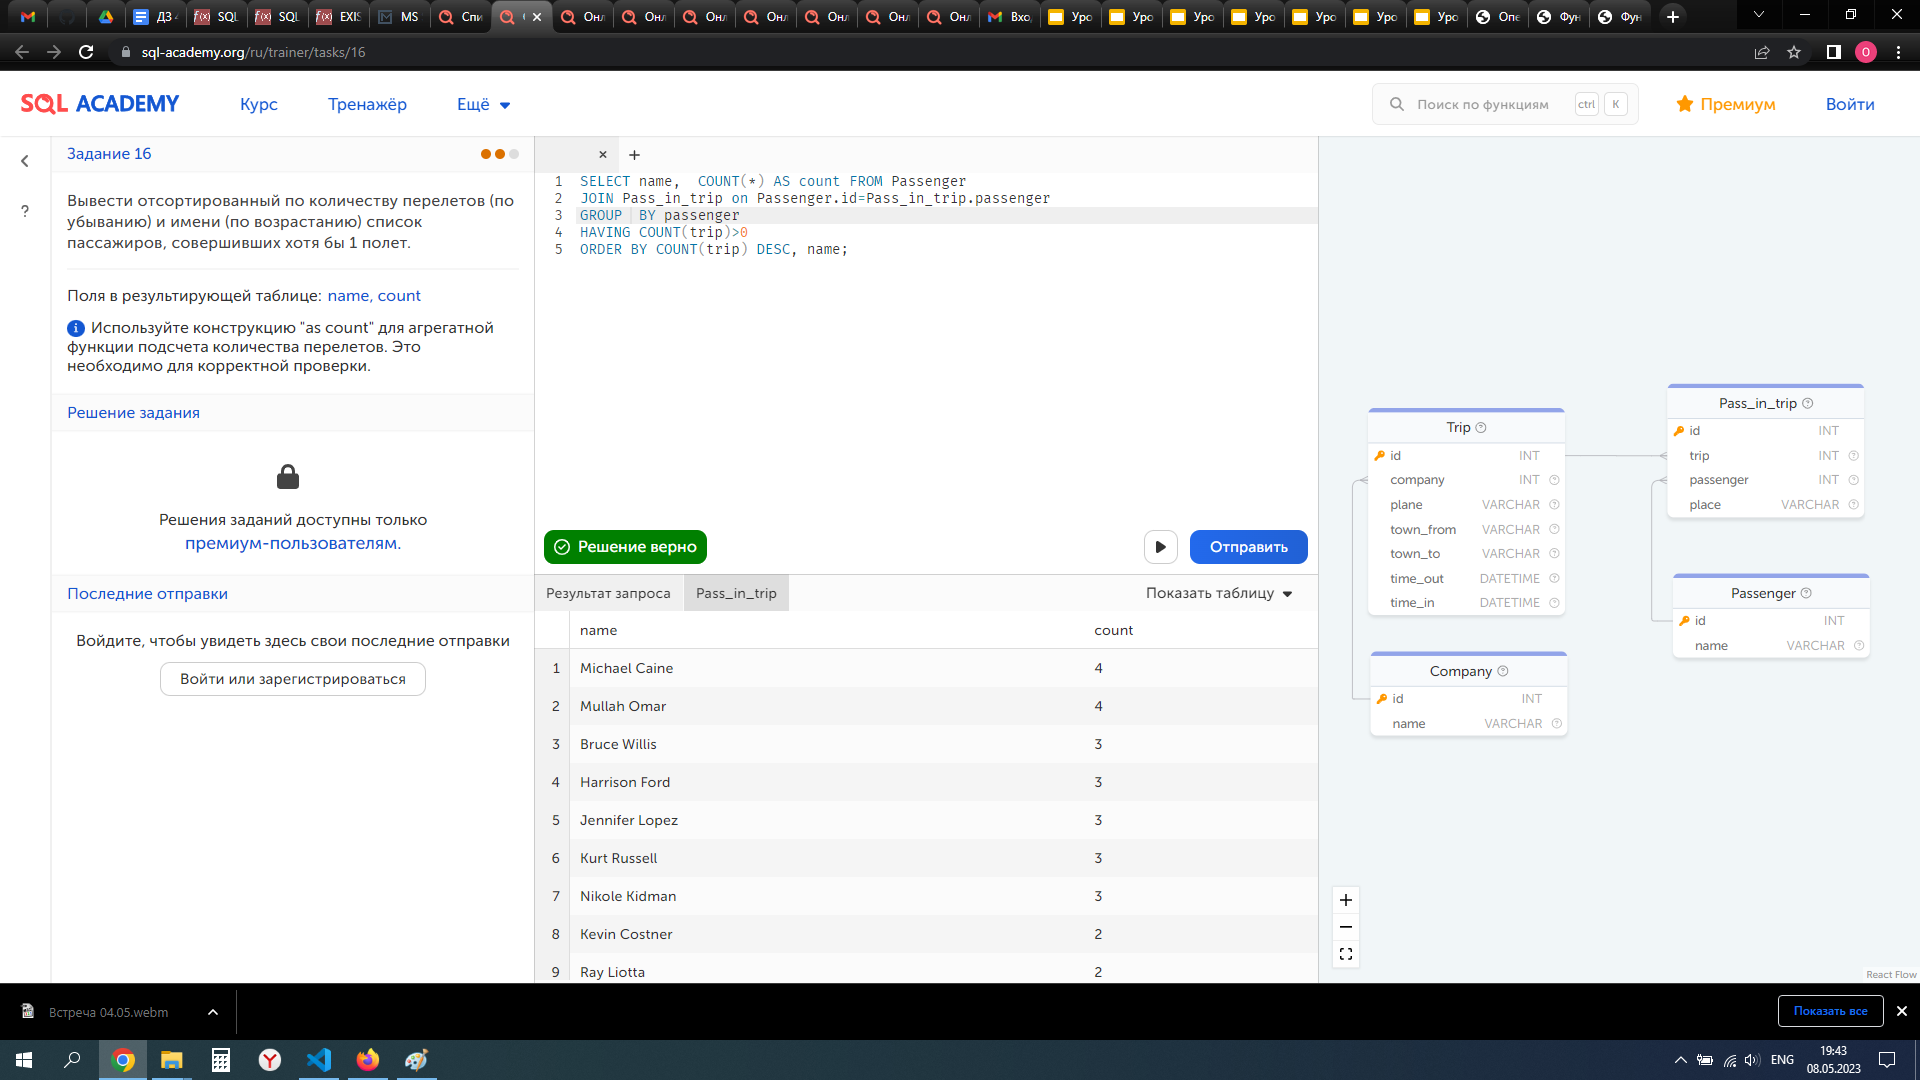 ДЗ
SQL
SQL
EXIS
MS
Спи
Онл
Онл
Онл
Онл
Онл
Онл
Онл
Вхо
Уро
Уро
Уро
Уро
Уро
Уро
Уро
Опе
Фун
Фун
sql-academy.org/ru/trainer/tasks/16
O
SQL ACADEMY
Курс
Тренажёр
Ещё
Поиск по функциям
ctrl
K
Премиум
Войти
Задание 16
Вывести отсортированный по количеству перелетов (по
убыванию) и имени (по возрастанию) список
пассажиров, совершивших хотя бы 1 полет.
Поля в результирующей таблице: name, count
Используйте конструкцию "as count" для агрегатной
функции подсчета количества перелетов. Это
необходимо для корректной проверки.
Решение задания
Решения заданий доступны только
премиум-пользователям.
Последние отправки
Войдите, чтобы увидеть здесь свои последние отправки
Войти или зарегистрироваться
1 SELECT name,  COUNT(*) AS count FROM Passenger
2 JOIN Pass_in_trip on Passenger.id=Pass_in_trip.passenger
3 GROUP  BY passenger
4 HAVING COUNT(trip)>0
5 ORDER BY COUNT(trip) DESC, name;
Решение верно
Отправить
Результат запроса
Pass_in_trip
Показать таблицу
name count
1 Michael Caine 4
2 Mullah Omar 4
3 Bruce Willis 3
4 Harrison Ford 3
5 Jennifer Lopez 3
6 Kurt Russell 3
7 Nikole Kidman 3
8 Kevin Costner 2
9 Ray Liotta 2
Trip
id INT
company INT
plane VARCHAR
town_from VARCHAR
town_to VARCHAR
time_out DATETIME
time_in DATETIME
Company
id INT
name VARCHAR
Pass_in_trip
id INT
trip INT
passenger INT
place VARCHAR
Passenger
id INT
name VARCHAR
React Flow
Встреча 04.05.webm
Показать все
ENG
19:43
08.05.2023